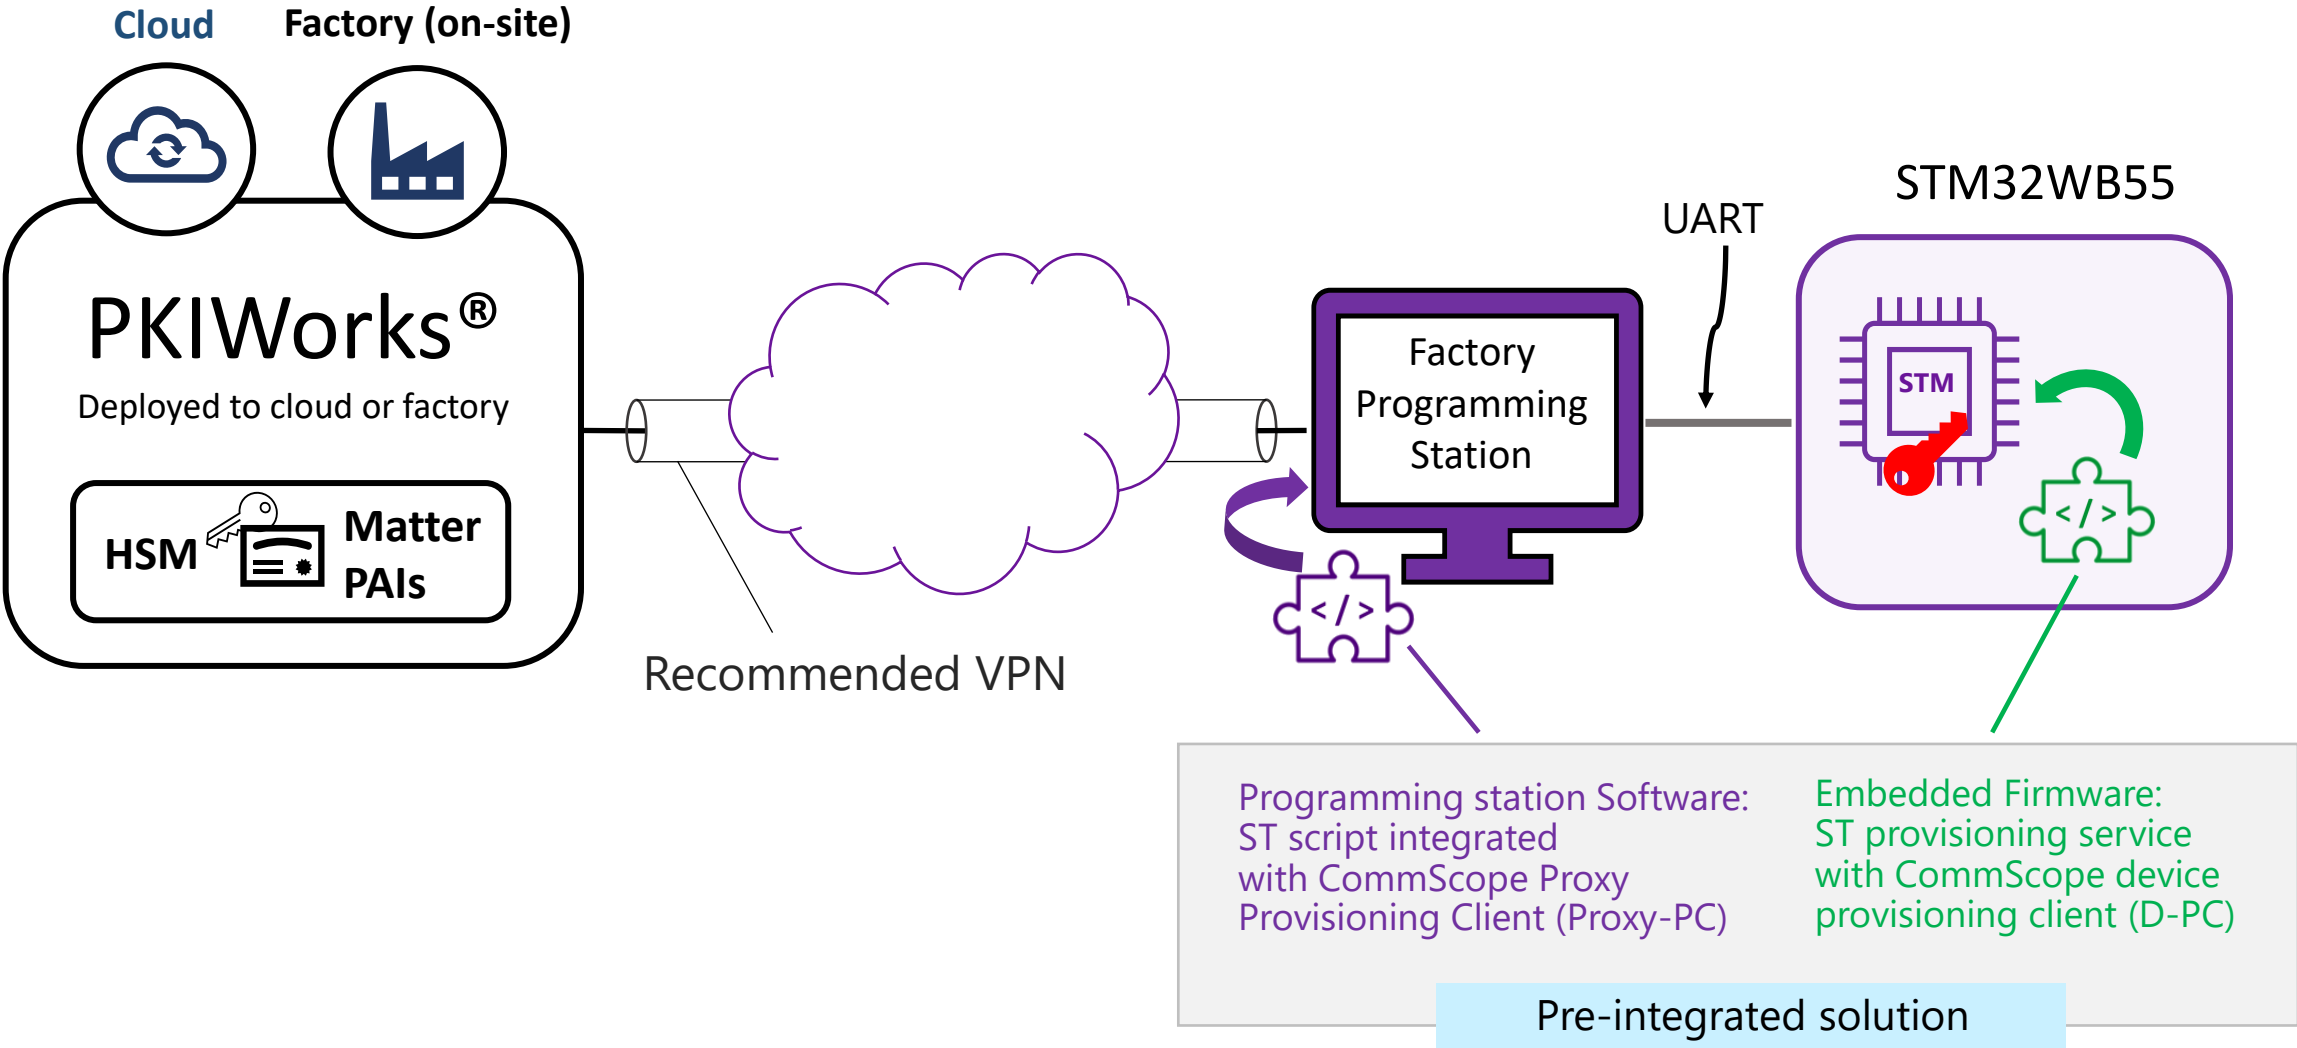 Cloud
Factory (on-site)
PKIWorks®
Deployed to cloud or factory
HSM
Matter
PAIs
Recommended VPN
Factory
Programming
Station
UART
STM32WB55
STM
</>
</>
Programming station Software:
ST script integrated
with CommScope Proxy
Provisioning Client (Proxy-PC)
Embedded Firmware:
ST provisioning service
with CommScope device
provisioning client (D-PC)
Pre-integrated solution